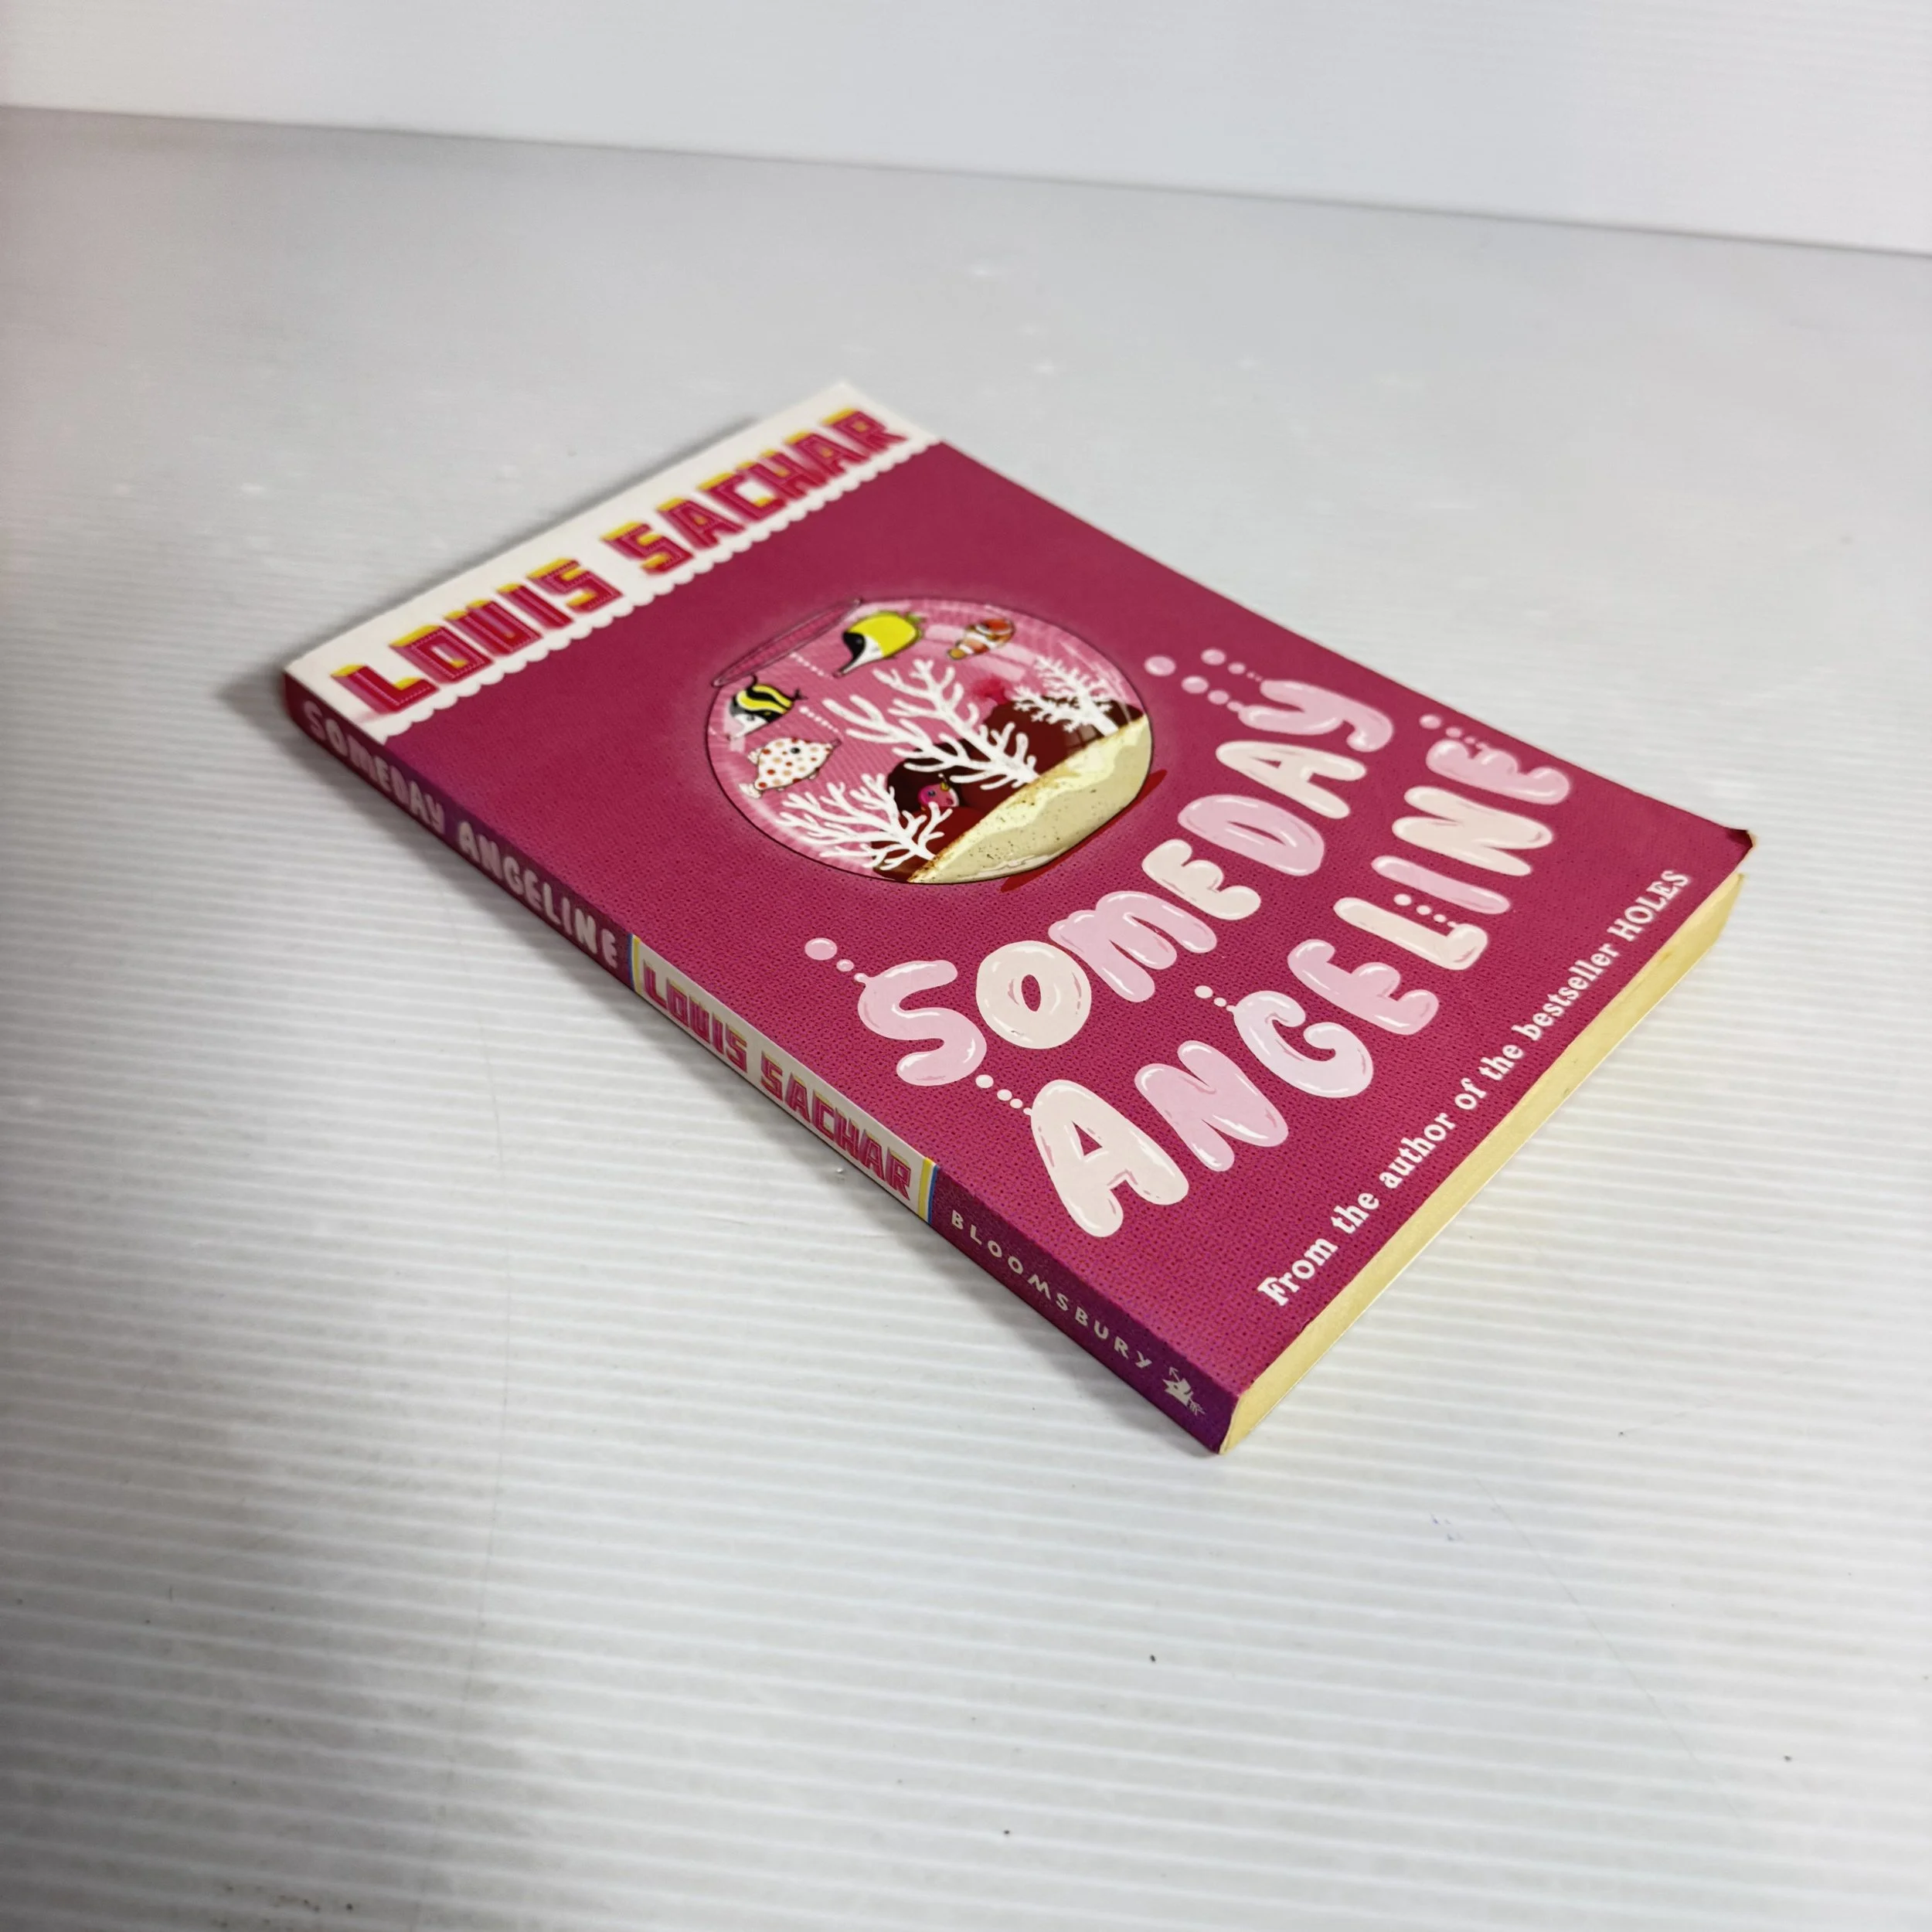 LOUIS SACHAR
SOMEDAY
ANGELINE
From the author of the bestseller HOLES
SOMEDAY ANGELINE
LOUIS SACHAR
BLOOMSBURY